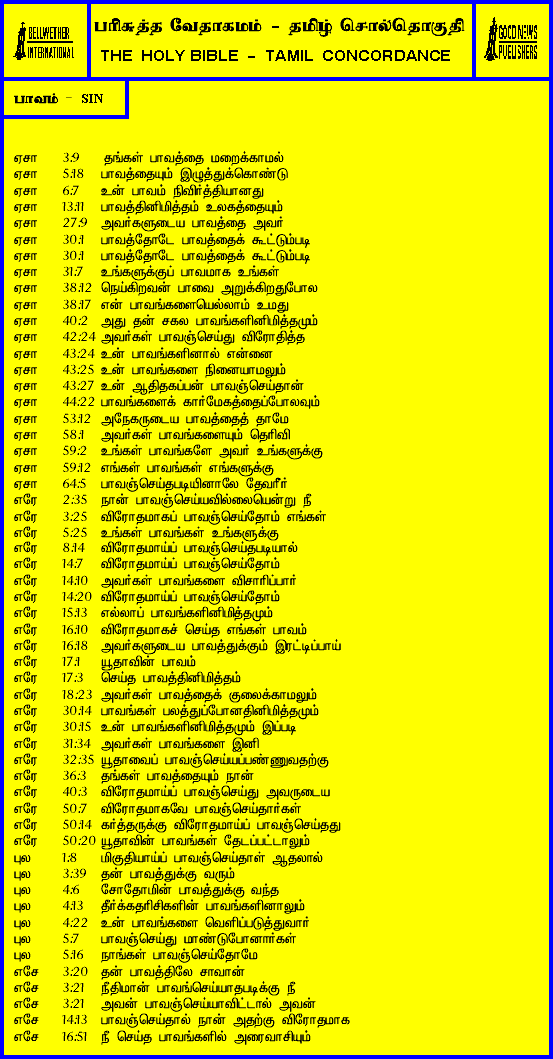 BELLWETHER
INTERNATIONAL
பரிசுத்த வேதாகமம் - தமிழ் சொல்தொகுதி
THE HOLY BIBLE - TAMIL CONCORDANCE
GOOD NEWS
PUBLISHERS
பாவம் - SIN
ஏசா 3:9 தங்கள் பாவத்தை மறைக்காமல்
ஏசா 5:18 பாவத்தையும் இழுத்துக்கொண்டு
ஏசா 6:7 உன் பாவம் நிவிர்த்தியானது
ஏசா 13:11 பாவத்தினிமித்தம் உலகத்தையும்
ஏசா 27:9 அவர்களுடைய பாவத்தை அவர்
ஏசா 30:1 பாவத்தோடே பாவத்தைக் கூட்டும்படி
ஏசா 30:1 பாவத்தோடே பாவத்தைக் கூட்டும்படி
ஏசா 31:7 உங்களுக்குப் பாவமாக உங்கள்
ஏசா 38:12 நெய்கிறவன் பாவை அறுக்கிறதுபோல
ஏசா 38:17 என் பாவங்களையெல்லாம் உமது
ஏசா 40:2 அது தன் சகல பாவங்களினிமித்தமும்
ஏசா 42:24 அவர்கள் பாவஞ்செய்து விரோதித்த
ஏசா 43:24 உன் பாவங்களினால் என்னை
ஏசா 43:25 உன் பாவங்களை நினையாமலும்
ஏசா 43:27 உன் ஆதிதகப்பன் பாவஞ்செய்தான்
ஏசா 44:22 பாவங்களைக் கார்மேகத்தைப்போலவும்
ஏசா 53:12 அநேகருடைய பாவத்தைத் தாமே
ஏசா 58:1 அவர்கள் பாவங்களையும் தெரிவி
ஏசா 59:2 உங்கள் பாவங்களே அவர் உங்களுக்கு
ஏசா 59:12 எங்கள் பாவங்கள் எங்களுக்கு
ஏசா 64:5 பாவஞ்செய்தபடியினாலே தேவரீர்
எரே 2:35 நான் பாவஞ்செய்யவில்லையென்று நீ
எரே 3:25 விரோதமாகப் பாவஞ்செய்தோம் எங்கள்
எரே 5:25 உங்கள் பாவங்கள் உங்களுக்கு
எரே 8:14 விரோதமாய்ப் பாவஞ்செய்தபடியால்
எரே 14:7 விரோதமாய்ப் பாவஞ்செய்தோம்
எரே 14:10 அவர்கள் பாவங்களை விசாரிப்பார்
எரே 14:20 விரோதமாய்ப் பாவஞ்செய்தோம்
எரே 15:13 எல்லாப் பாவங்களினிமித்தமும்
எரே 16:10 விரோதமாகச் செய்த எங்கள் பாவம்
எரே 16:18 அவர்களுடைய பாவத்துக்கும் இரட்டிப்பாய்
எரே 17:1 யூதாவின் பாவம்
எரே 17:3 செய்த பாவத்தினிமித்தம்
எரே 18:23 அவர்கள் பாவத்தைக் குலைக்காமலும்
எரே 30:14 பாவங்கள் பலத்துப்போனதினிமித்தமும்
எரே 30:15 உன் பாவங்களினிமித்தமும் இப்படி
எரே 31:34 அவர்கள் பாவங்களை இனி
எரே 32:35 யூதாவைப் பாவஞ்செய்யப்பண்ணுவதற்கு
எரே 36:3 தங்கள் பாவத்தையும் நான்
எரே 40:3 விரோதமாய்ப் பாவஞ்செய்து அவருடைய
எரே 50:7 விரோதமாகவே பாவஞ்செய்தார்கள்
எரே 50:14 கர்த்தருக்கு விரோதமாய்ப் பாவஞ்செய்தது
எரே 50:20 யூதாவின் பாவங்கள் தேடப்பட்டாலும்
புல 1:8 மிகுதியாய்ப் பாவஞ்செய்தாள் ஆதலால்
புல 3:39 தன் பாவத்துக்கு வரும்
புல 4:6 சோதோமின் பாவத்துக்கு வந்த
புல 4:13 தீர்க்கதரிசிகளின் பாவங்களினாலும்
புல 4:22 உன் பாவங்களை வெளிப்படுத்துவார்
புல 5:7 பாவஞ்செய்து மாண்டுபோனார்கள்
புல 5:16 நாங்கள் பாவஞ்செய்தோமே
எசே 3:20 தன் பாவத்திலே சாவான்
எசே 3:21 நீதிமான் பாவங்செய்யாதபடிக்கு நீ
எசே 3:21 அவன் பாவஞ்செய்யாவிட்டால் அவன்
எசே 14:13 பாவஞ்செய்தால் நான் அதற்கு விரோதமாக
எசே 16:51 நீ செய்த பாவங்களில் அரைவாசியும்